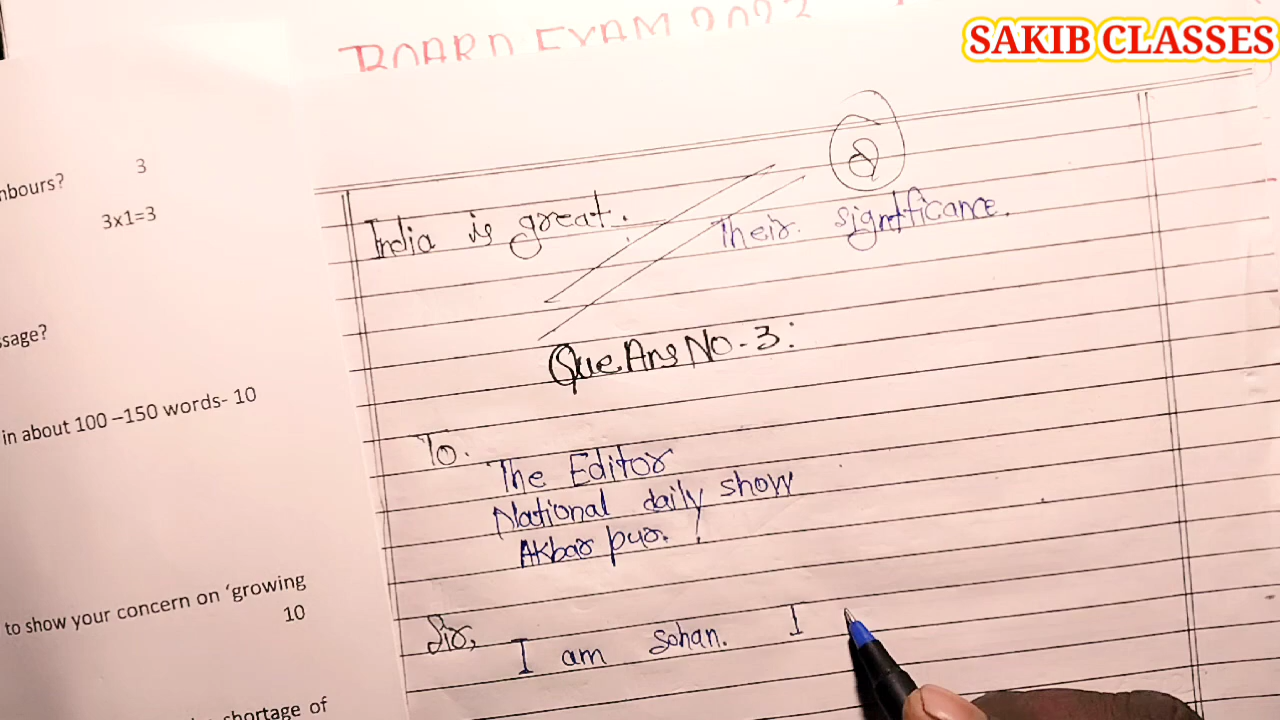 SAKIB CLASSES
BOARD EXAM 2023
nbours? 3
3x1=3
ssage?
in about 100 –150 words- 10
to show your concern on ‘growing
10
shortage of
India is great.
Their significance.
Que Ans No - 3:
To.
The Editor
National daily show
Akbar pur. !
Sir,
I am sohan. I